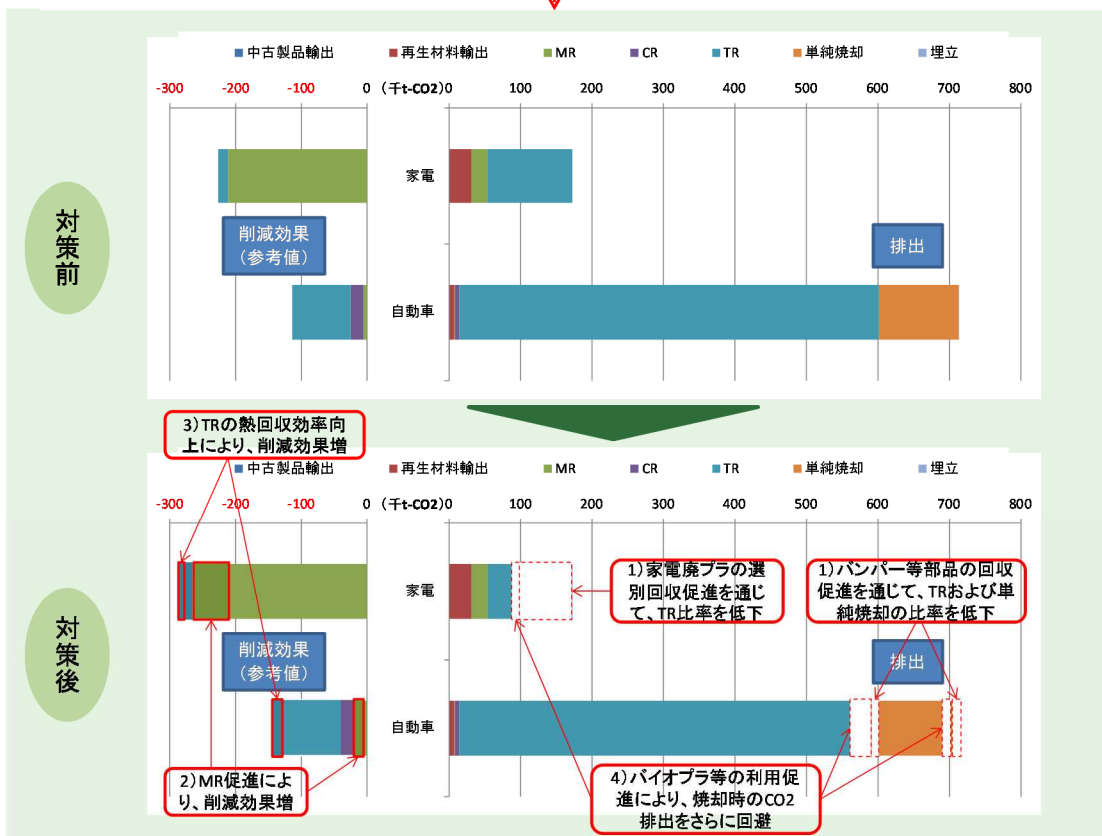 中古製品輸出 再生材料輸出 MR CR TR 単純焼却 埋立
-300 -200 -100 0 （千t-CO2） 0 100 200 300 400 500 600 700 800
家電
対策前
削減効果
（参考値）
排出
自動車
3）TRの熱回収効率向
上により、削減効果増
中古製品輸出 再生材料輸出 MR CR TR 単純焼却 埋立
-300 -200 -100 0 （千t-CO2） 0 100 200 300 400 500 600 700 800
家電
1）家電廃プラの選
別回収促進を通じ
て、TR比率を低下
1）バンパー等部品の回収
促進を通じて、TRおよび単
純焼却の比率を低下
対策後
削減効果
（参考値）
排出
自動車
2）MR促進によ
り、削減効果増
4）バイオプラ等の利用促
進により、焼却時のCO2
排出をさらに回避